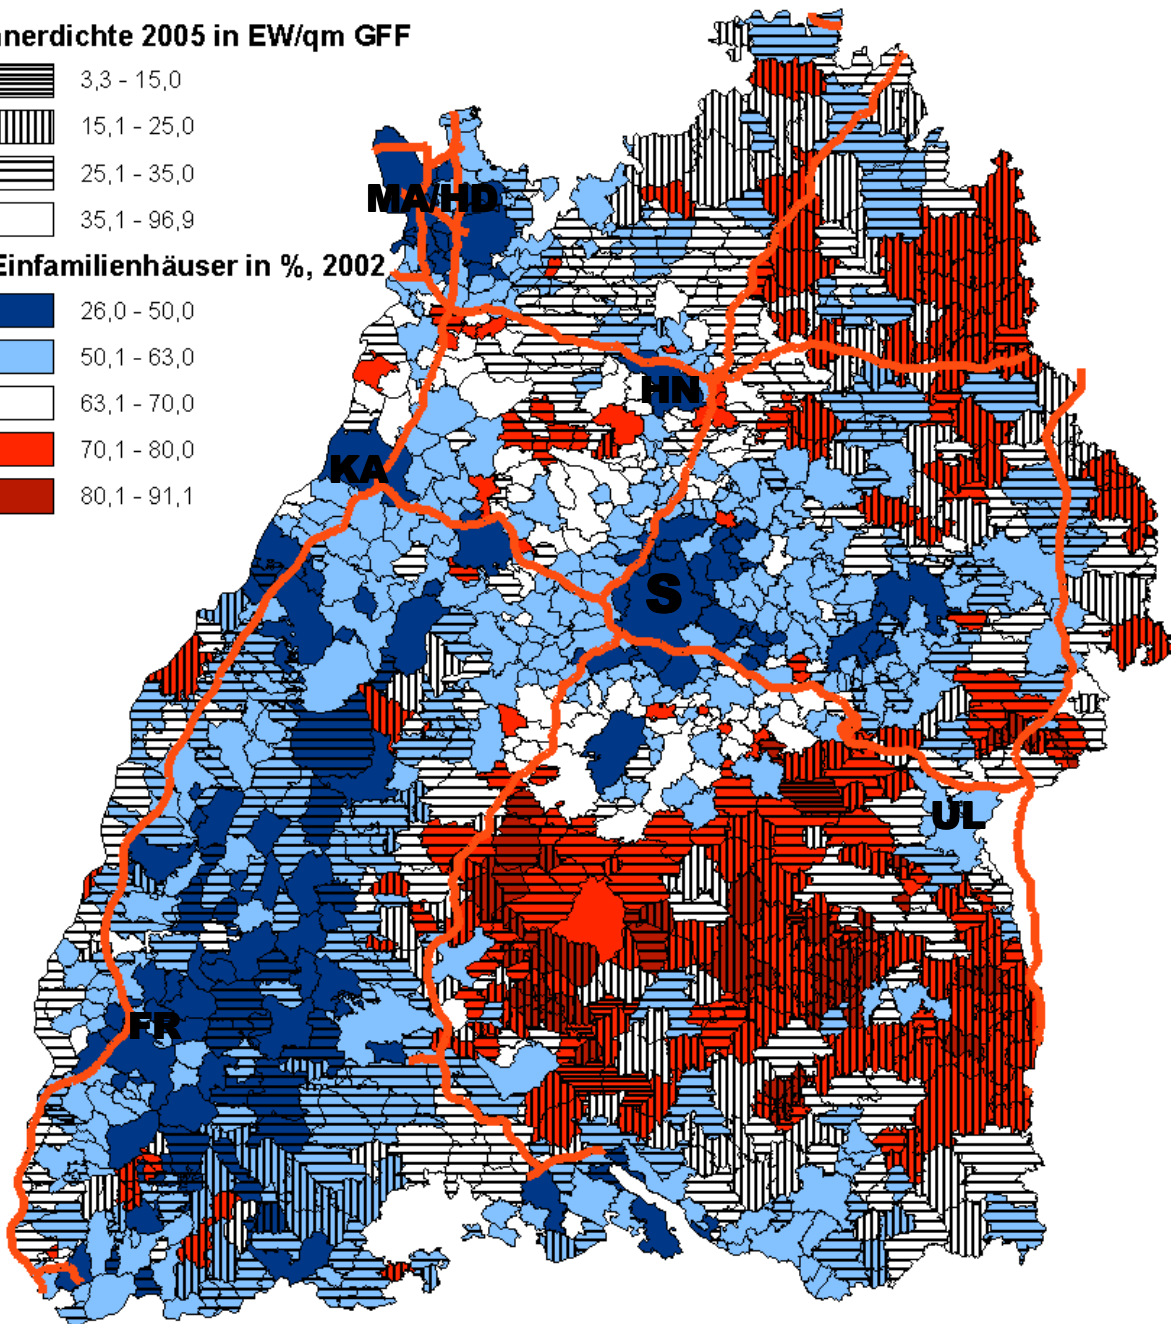 nnerdichte 2005 in EW/qm GFF
3,3 - 15,0
15,1 - 25,0
25,1 - 35,0
35,1 - 96,9
Einfamilienhäuser in %, 2002
26,0 - 50,0
50,1 - 63,0
63,1 - 70,0
70,1 - 80,0
80,1 - 91,1
MA/HD
HN
KA
S
UL
FR